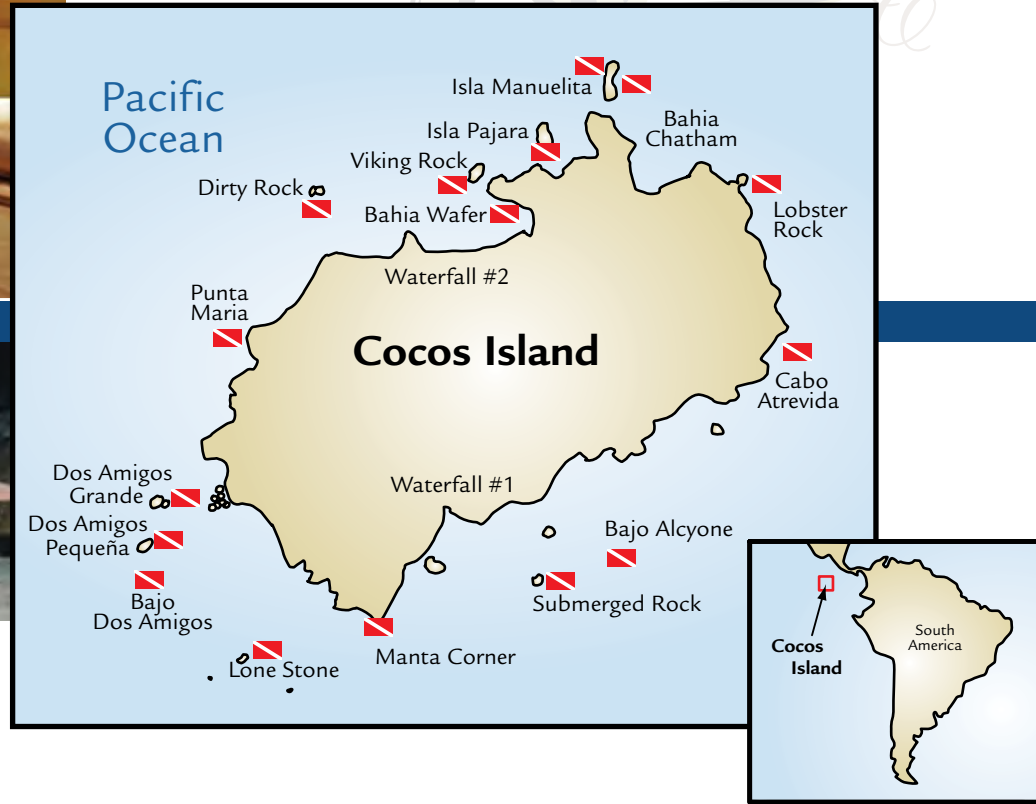 Pacific
Ocean
Isla Manuelita
Bahia
Chatham
Isla Pajara
Viking Rock
Dirty Rock
Bahia Wafer
Lobster
Rock
Waterfall #2
Punta
Maria
Cocos Island
Cabo
Atrevida
Dos Amigos
Grande
Waterfall #1
Dos Amigos
Pequeña
Bajo Alcyone
Bajo
Dos Amigos
Submerged Rock
Manta Corner
Lone Stone
South
America
Cocos
Island